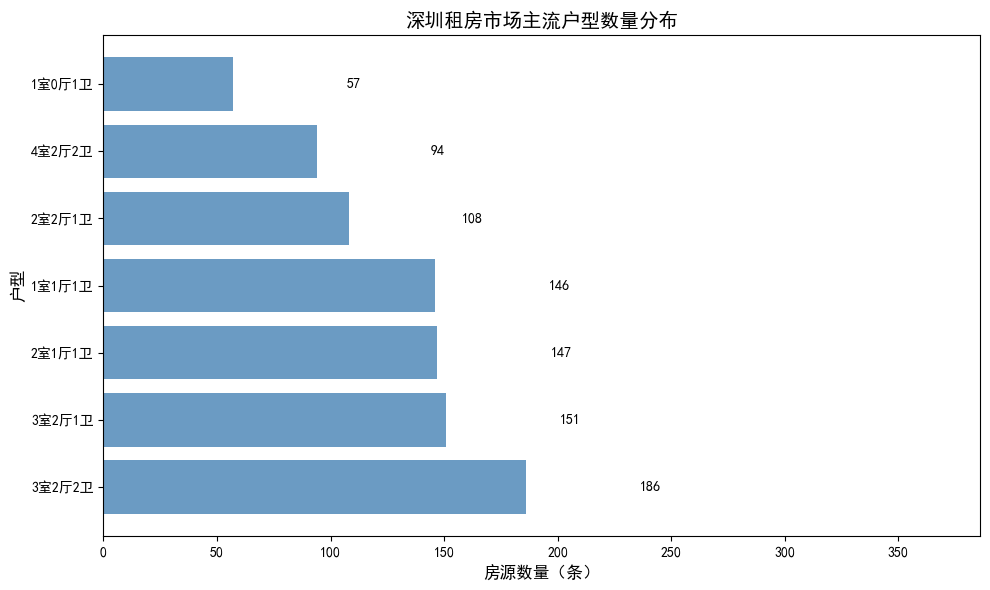 深圳租房市场主流户型数量分布
户型
1室0厅1卫 57
4室2厅2卫 94
2室2厅1卫 108
1室1厅1卫 146
2室1厅1卫 147
3室2厅1卫 151
3室2厅2卫 186
0 50 100 150 200 250 300 350
房源数量（条）